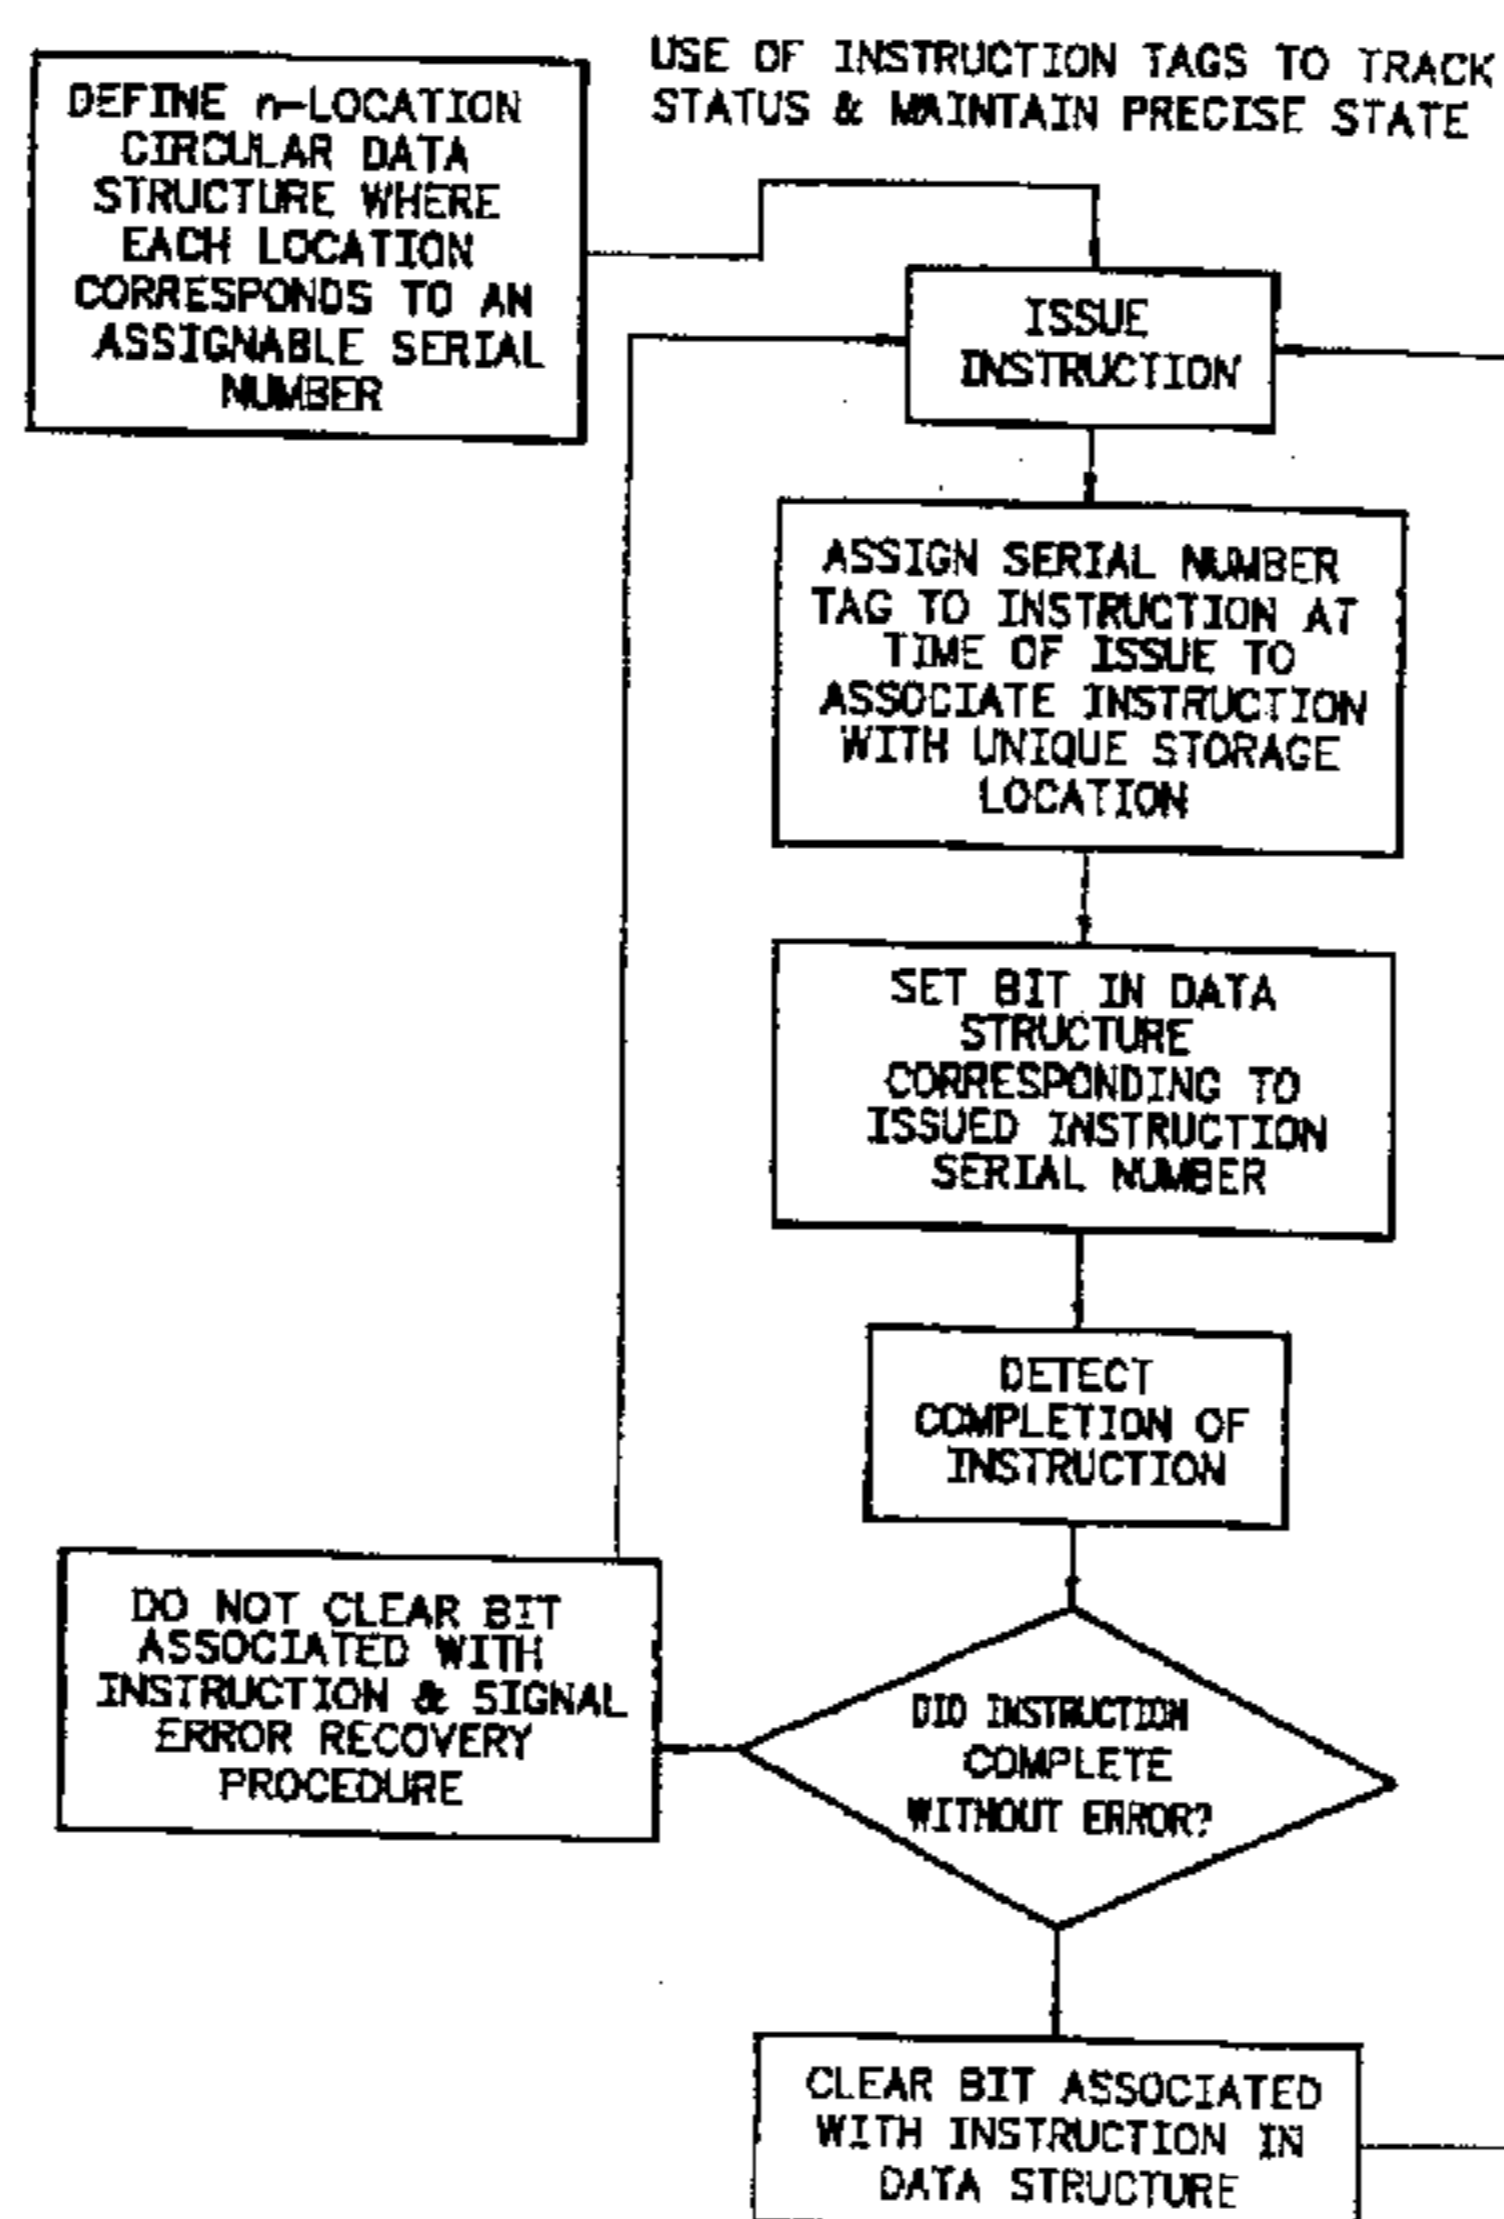 USE OF INSTRUCTION TAGS TO TRACK
STATUS & MAINTAIN PRECISE STATE
DEFINE n-LOCATION
CIRCULAR DATA
STRUCTURE WHERE
EACH LOCATION
CORRESPONDS TO AN
ASSIGNABLE SERIAL
NUMBER
ISSUE
INSTRUCTION
ASSIGN SERIAL NUMBER
TAG TO INSTRUCTION AT
TIME OF ISSUE TO
ASSOCIATE INSTRUCTION
WITH UNIQUE STORAGE
LOCATION
SET BIT IN DATA
STRUCTURE
CORRESPONDING TO
ISSUED INSTRUCTION
SERIAL NUMBER
DETECT
COMPLETION OF
INSTRUCTION
DID INSTRUCTION
COMPLETE
WITHOUT ERROR?
DO NOT CLEAR BIT
ASSOCIATED WITH
INSTRUCTION & SIGNAL
ERROR RECOVERY
PROCEDURE
CLEAR BIT ASSOCIATED
WITH INSTRUCTION IN
DATA STRUCTURE